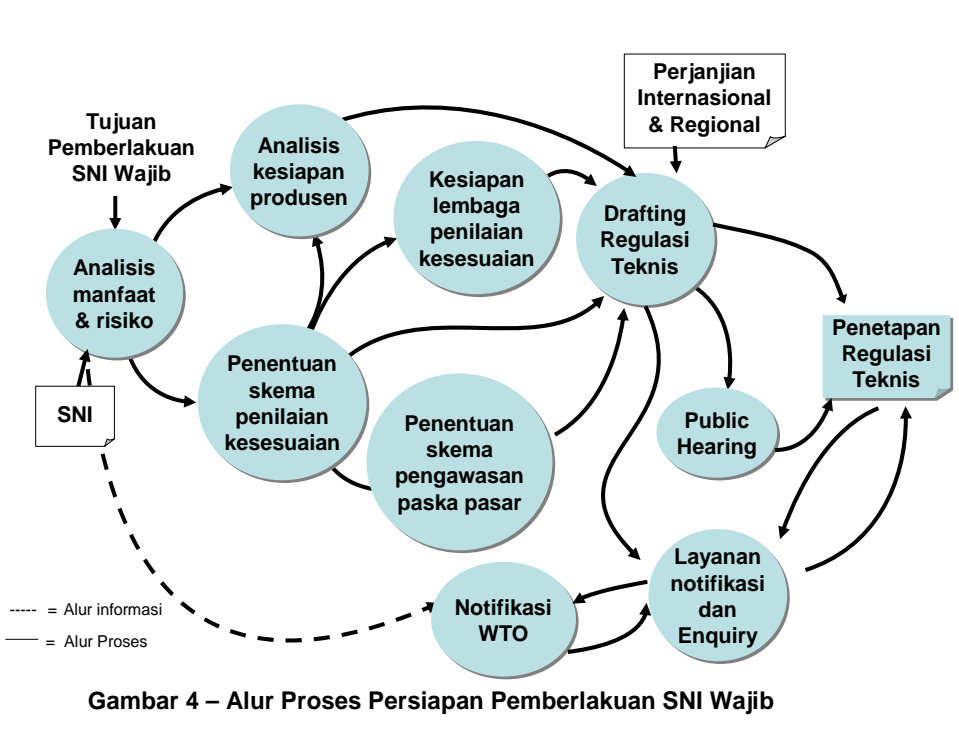 Perjanjian
Internasional
& Regional
Tujuan
Pemberlakuan
SNI Wajib
Analisis
kesiapan
produsen
Kesiapan
lembaga
penilaian
kesesuaian
Drafting
Regulasi
Teknis
Analisis
manfaat
& risiko
Penetapan
Regulasi
Teknis
Penentuan
skema
penilaian
kesesuaian
SNI
Penentuan
skema
pengawasan
paska pasar
Public
Hearing
Layanan
notifikasi
dan
Enquiry
Notifikasi
WTO
----- = Alur informasi
= Alur Proses
Gambar 4 – Alur Proses Persiapan Pemberlakuan SNI Wajib